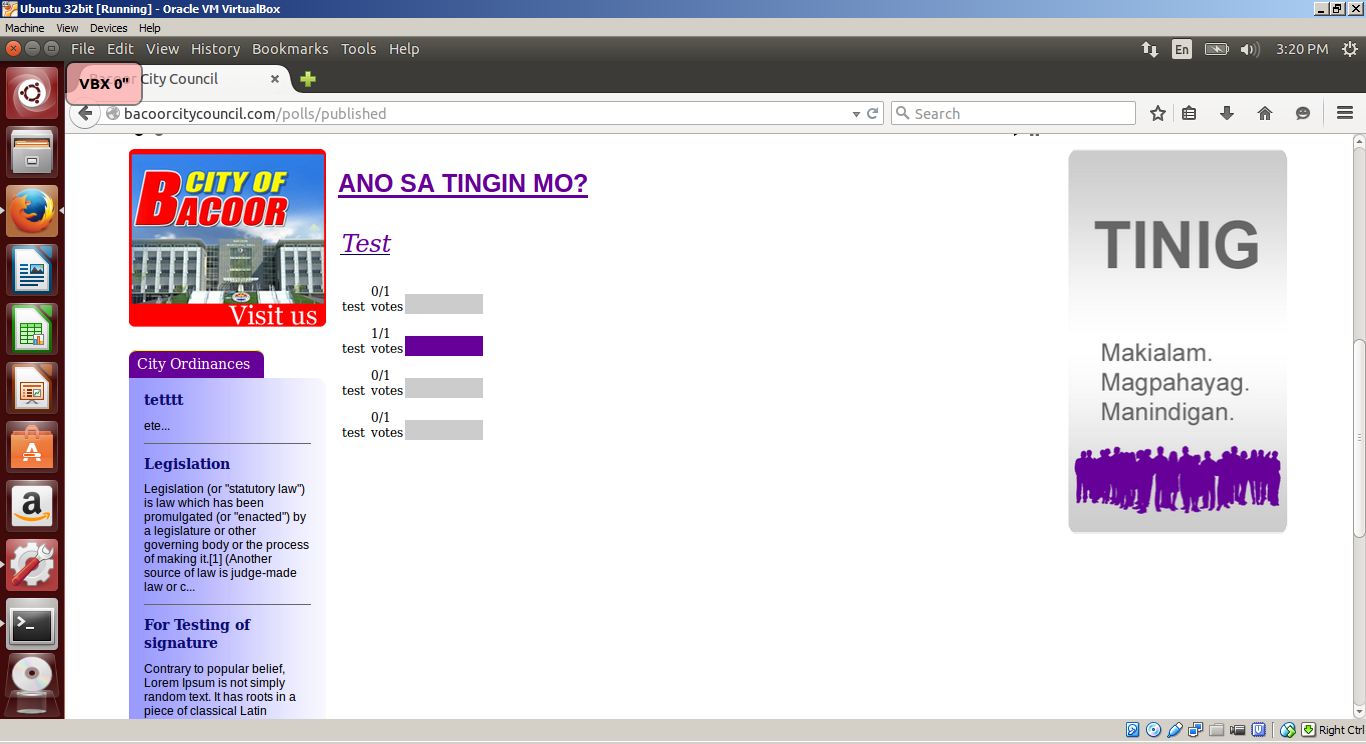 Ubuntu 32bit [Running] - Oracle VM VirtualBox
Machine View Devices Help
File Edit View History Bookmarks Tools Help
En
3:20 PM
VBX 0"
City Council
bacoorcitycouncil.com/polls/published
Search
CITY OF
BACOOR
Visit us
City Ordinances
tetttt
ete...
Legislation
Legislation (or "statutory law")
is law which has been
promulgated (or "enacted") by
a legislature or other
governing body or the process
of making it.[1] (Another
source of law is judge-made
law or c...
For Testing of
signature
Contrary to popular belief,
Lorem Ipsum is not simply
random text. It has roots in a
piece of classical Latin
ANO SA TINGIN MO?
Test
0/1
test votes
1/1
test votes
0/1
test votes
0/1
test votes
TINIG
Makialam.
Magpahayag.
Manindigan.
Right Ctrl